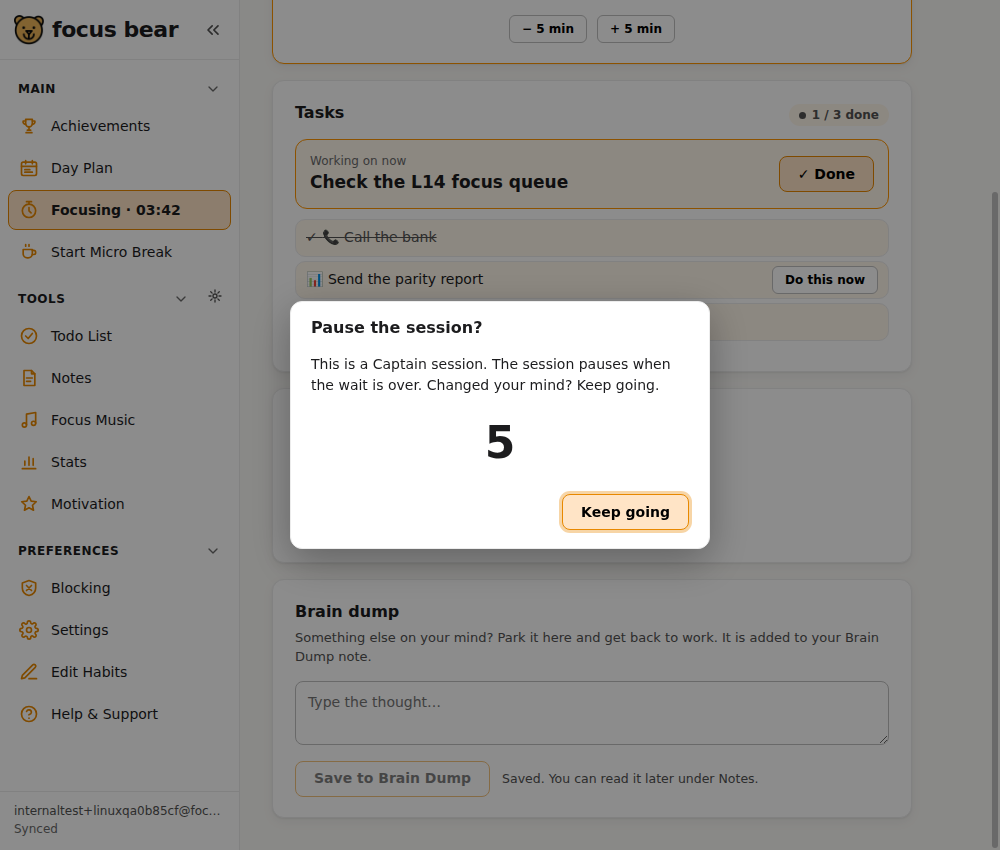 focus bear
MAIN
Achievements
Day Plan
Focusing · 03:42
Start Micro Break
TOOLS
Todo List
Notes
Focus Music
Stats
Motivation
PREFERENCES
Blocking
Settings
Edit Habits
Help & Support
internaltest+linuxqa0b85cf@foc...
Synced
− 5 min
+ 5 min
Tasks
1 / 3 done
Working on now
Check the L14 focus queue
✓ Done
✓ 📞 Call the bank
📊 Send the parity report
Do this now
Pause the session?
This is a Captain session. The session pauses when
the wait is over. Changed your mind? Keep going.
5
Keep going
Brain dump
Something else on your mind? Park it here and get back to work. It is added to your Brain
Dump note.
Type the thought...
Save to Brain Dump
Saved. You can read it later under Notes.